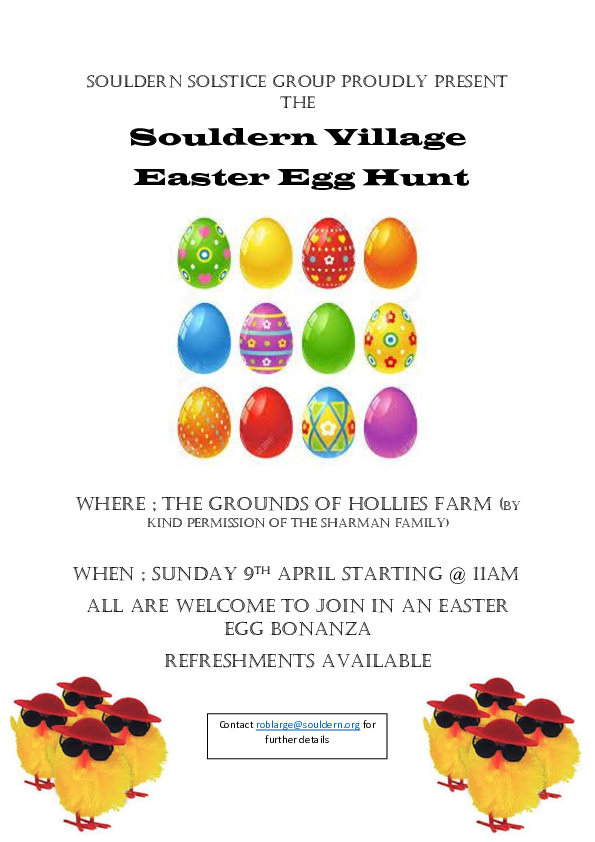 SOULDERN SOLSTICE GROUP PROUDLY PRESENT
THE
Souldern Village
Easter Egg Hunt
WHERE ; THE GROUNDS OF HOLLIES FARM (BY
KIND PERMISSION OF THE SHARMAN FAMILY)
WHEN ; SUNDAY 9TH APRIL STARTING @ 11AM
ALL ARE WELCOME TO JOIN IN AN EASTER
EGG BONANZA
REFRESHMENTS AVAILABLE
Contact roblarge@souldern.org for
further details